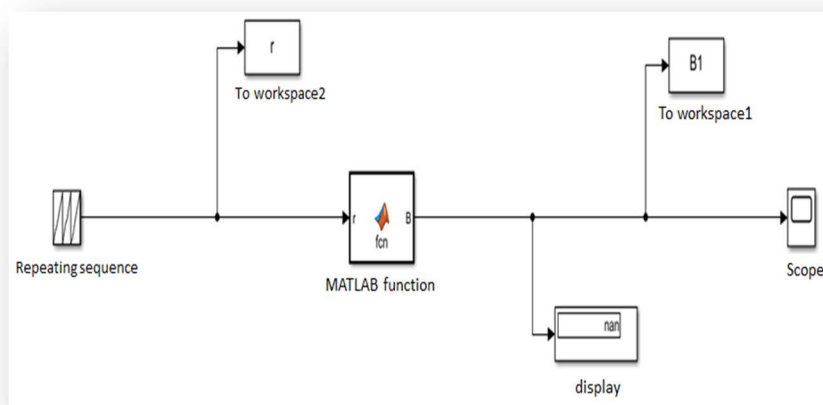 r
To workspace2
B1
To workspace1
r
B
fcn
Repeating sequence
MATLAB function
Scope
nan
display